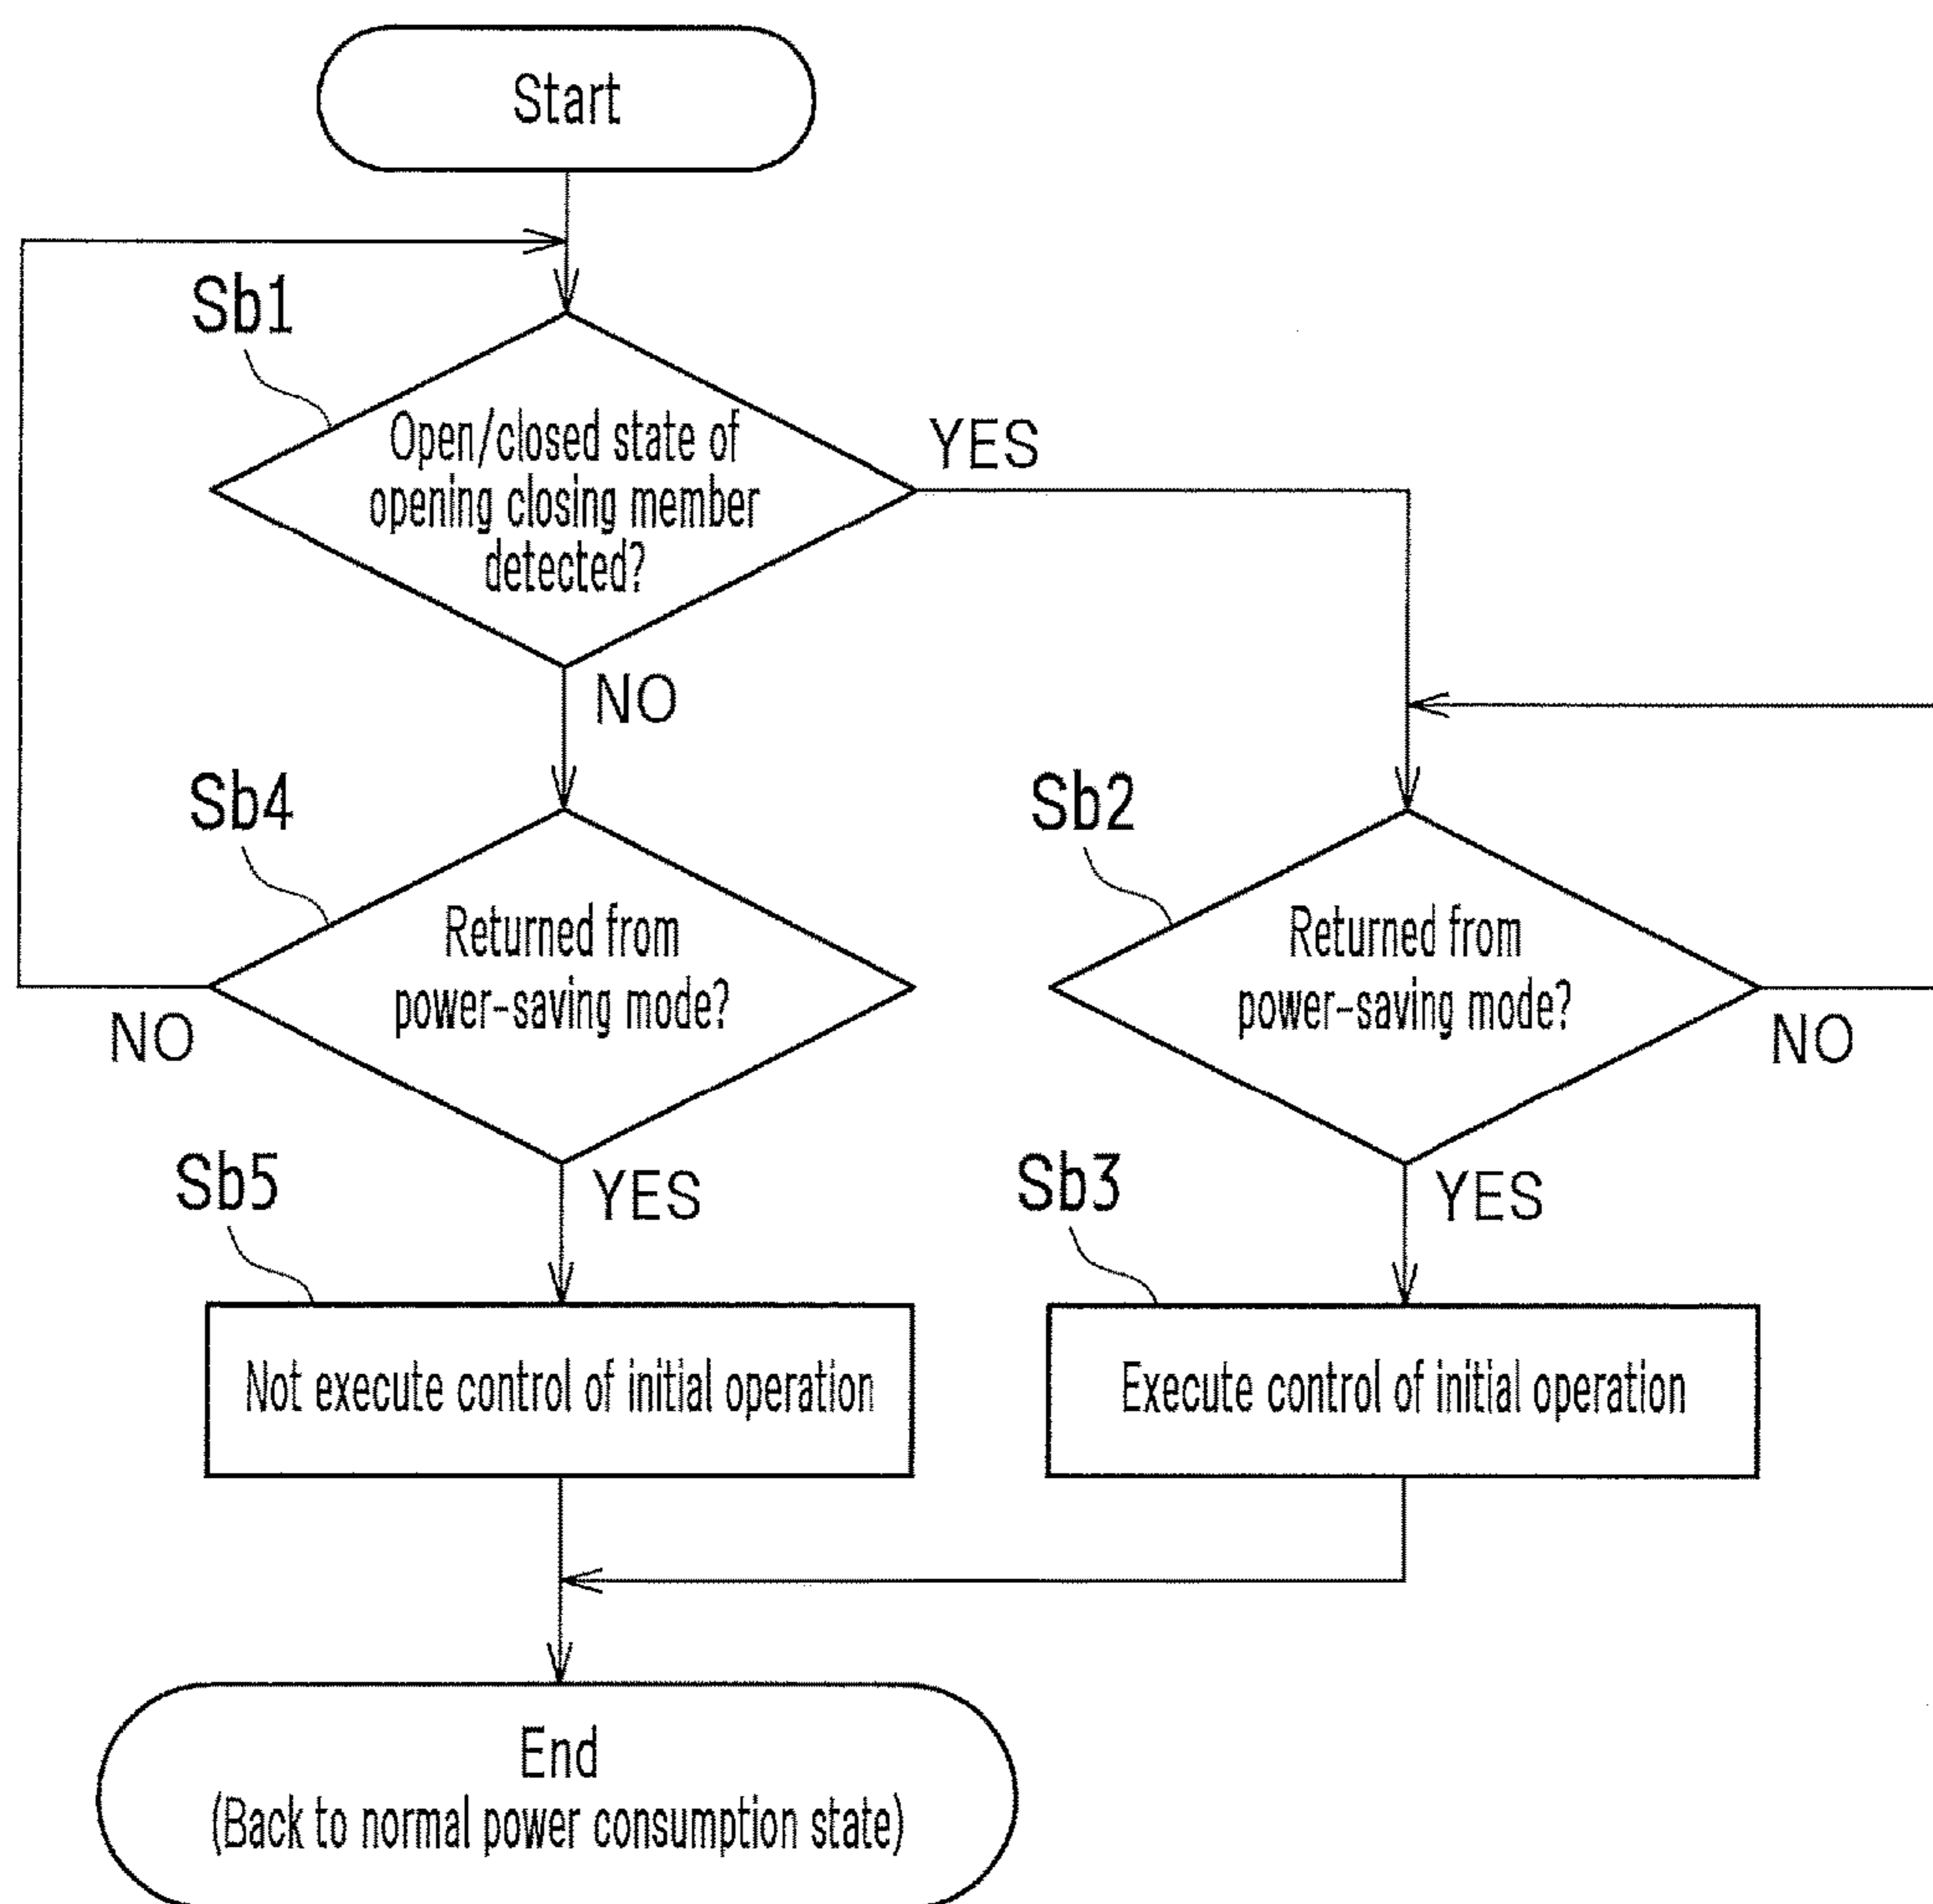 Start
Sb1
Open/closed state of
opening closing member
detected?
YES
NO
Sb4
Returned from
power-saving mode?
NO
YES
Sb2
Returned from
power-saving mode?
NO
YES
Sb5
Not execute control of initial operation
Sb3
Execute control of initial operation
End
(Back to normal power consumption state)